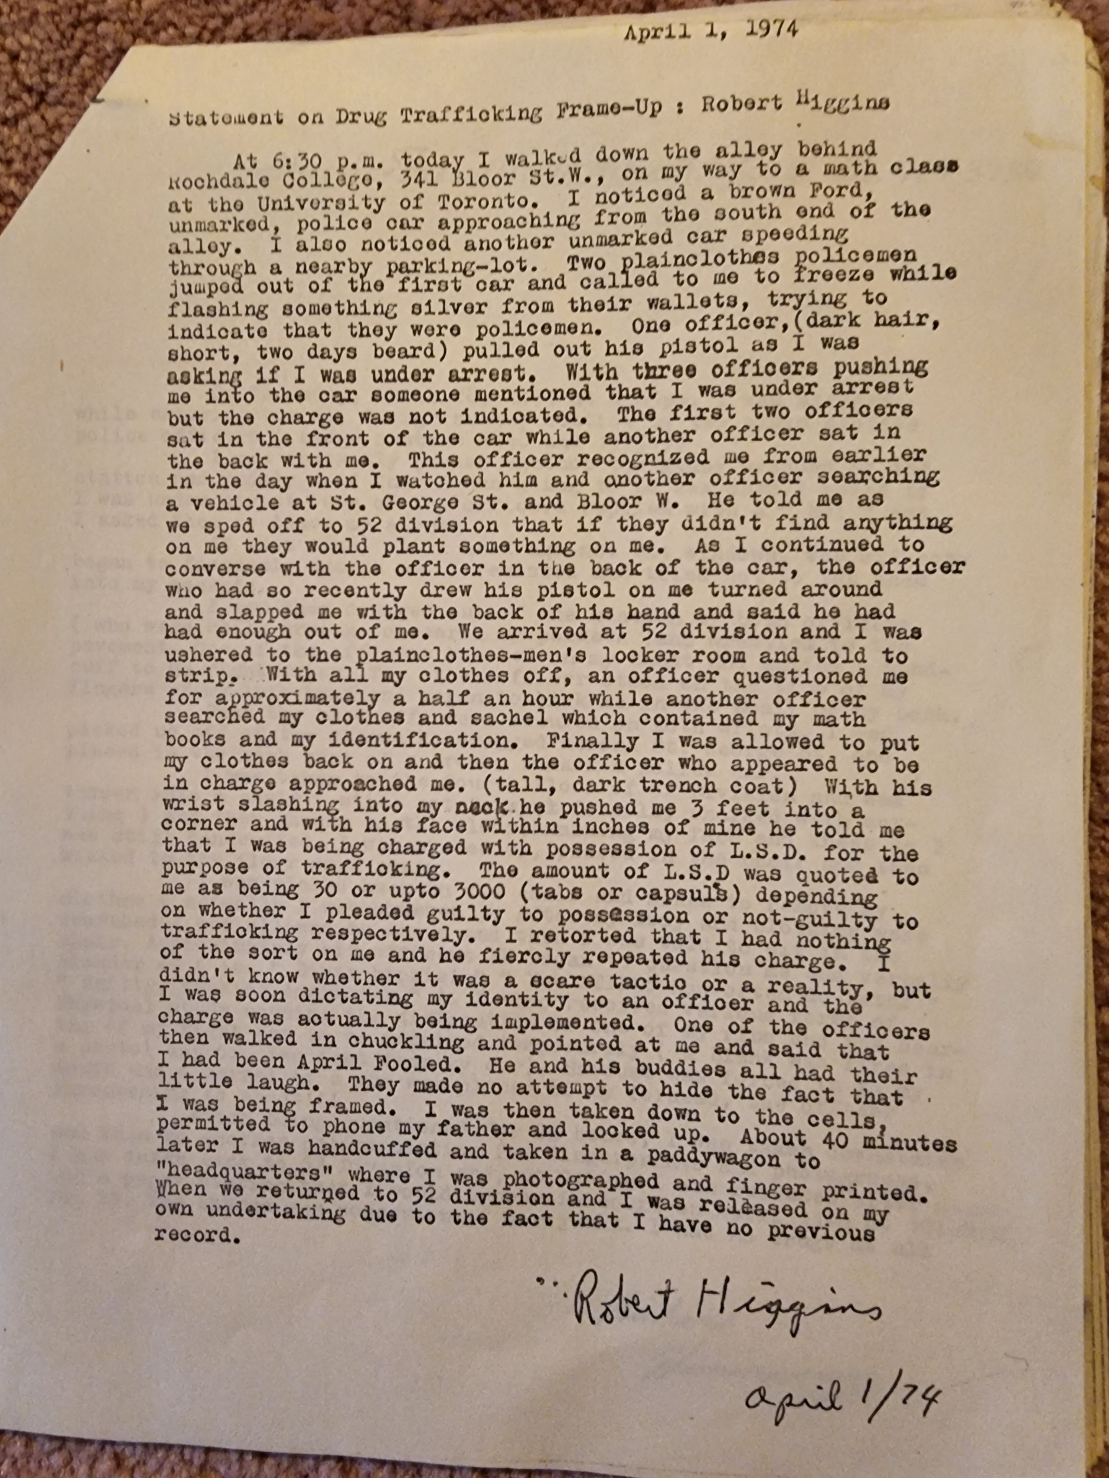 April 1, 1974
Statement on Drug Trafficking Frame-Up : Robert Higgins
At 6:30 p.m. today I walked down the alley behind
Rochdale College, 341 Bloor St.W., on my way to a math class
at the University of Toronto. I noticed a brown Ford,
unmarked, police car approaching from the south end of the
alley. I also noticed another unmarked car speeding
through a nearby parking-lot. Two plainclothes policemen
jumped out of the first car and called to me to freeze while
flashing something silver from their wallets, trying to
indicate that they were policemen. One officer,(dark hair,
short, two days beard) pulled out his pistol as I was
asking if I was under arrest. With three officers pushing
me into the car someone mentioned that I was under arrest
but the charge was not indicated. The first two officers
sat in the front of the car while another officer sat in
the back with me. This officer recognized me from earlier
in the day when I watched him and another officer searching
a vehicle at St. George St. and Bloor W. He told me as
we sped off to 52 division that if they didn't find anything
on me they would plant something on me. As I continued to
converse with the officer in the back of the car, the officer
who had so recently drew his pistol on me turned around
and slapped me with the back of his hand and said he had
had enough out of me. We arrived at 52 division and I was
ushered to the plainclothes-men's locker room and told to
strip. With all my clothes off, an officer questioned me
for approximately a half an hour while another officer
searched my clothes and sachel which contained my math
books and my identification. Finally I was allowed to put
my clothes back on and then the officer who appeared to be
in charge approached me. (tall, dark trench coat) With his
wrist slashing into my neck he pushed me 3 feet into a
corner and with his face within inches of mine he told me
that I was being charged with possession of L.S.D. for the
purpose of trafficking. The amount of L.S.D was quoted to
me as being 30 or upto 3000 (tabs or capsuls) depending
on whether I pleaded guilty to possession or not-guilty to
trafficking respectively. I retorted that I had nothing
of the sort on me and he fiercly repeated his charge. I
didn't know whether it was a scare tactic or a reality, but
I was soon dictating my identity to an officer and the
charge was actually being implemented. One of the officers
then walked in chuckling and pointed at me and said that
I had been April Fooled. He and his buddies all had their
little laugh. They made no attempt to hide the fact that
I was being framed. I was then taken down to the cells,
permitted to phone my father and locked up. About 40 minutes
later I was handcuffed and taken in a paddywagon to
"headquarters" where I was photographed and finger printed.
When we returned to 52 division and I was released on my
own undertaking due to the fact that I have no previous
record.
Robert Higgins
april 1/74